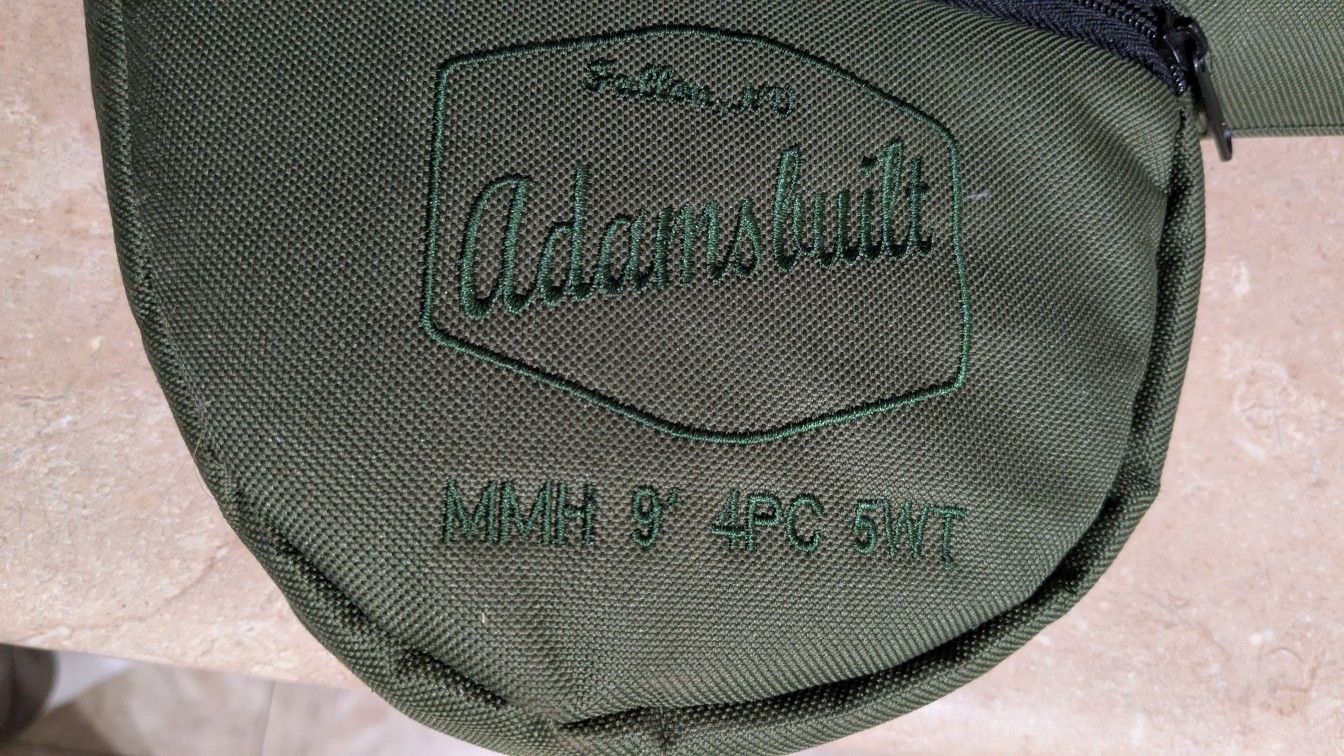 Fallon, NV
Adamsbuilt
MMH 9' 4PC 5WT